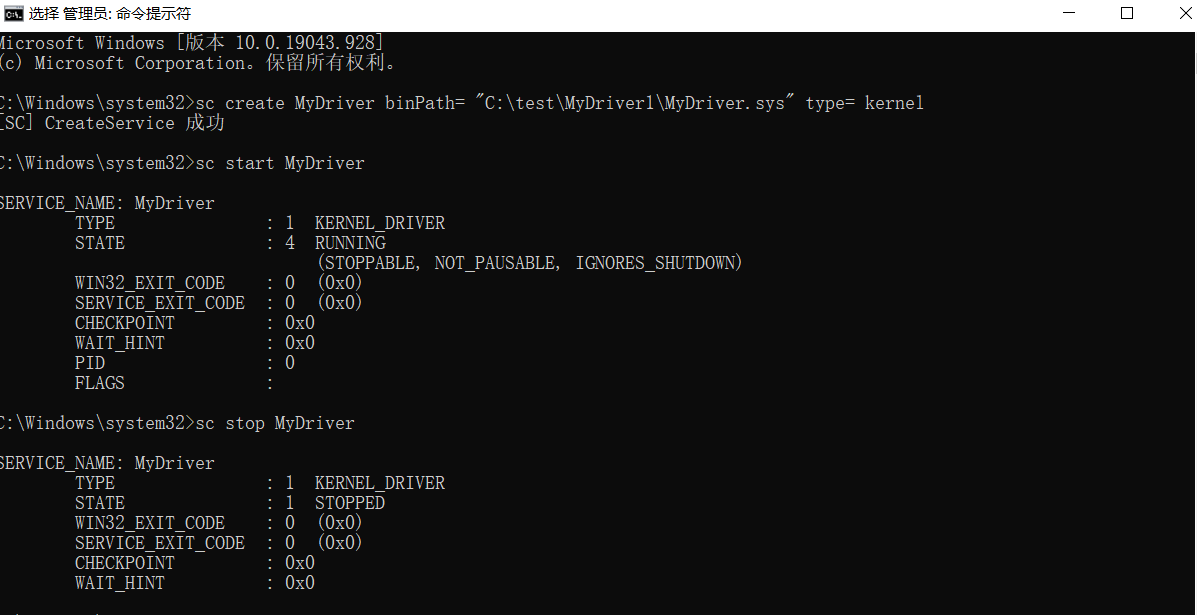 选择 管理员: 命令提示符
Microsoft Windows [版本 10.0.19043.928]
(c) Microsoft Corporation。保留所有权利。
C:\Windows\system32>sc create MyDriver binPath= "C:\test\MyDriver1\MyDriver.sys" type= kernel
[SC] CreateService 成功
C:\Windows\system32>sc start MyDriver
SERVICE_NAME: MyDriver
TYPE : 1 KERNEL_DRIVER
STATE : 4 RUNNING
(STOPPABLE, NOT_PAUSABLE, IGNORES_SHUTDOWN)
WIN32_EXIT_CODE : 0 (0x0)
SERVICE_EXIT_CODE : 0 (0x0)
CHECKPOINT : 0x0
WAIT_HINT : 0x0
PID : 0
FLAGS :
C:\Windows\system32>sc stop MyDriver
SERVICE_NAME: MyDriver
TYPE : 1 KERNEL_DRIVER
STATE : 1 STOPPED
WIN32_EXIT_CODE : 0 (0x0)
SERVICE_EXIT_CODE : 0 (0x0)
CHECKPOINT : 0x0
WAIT_HINT : 0x0